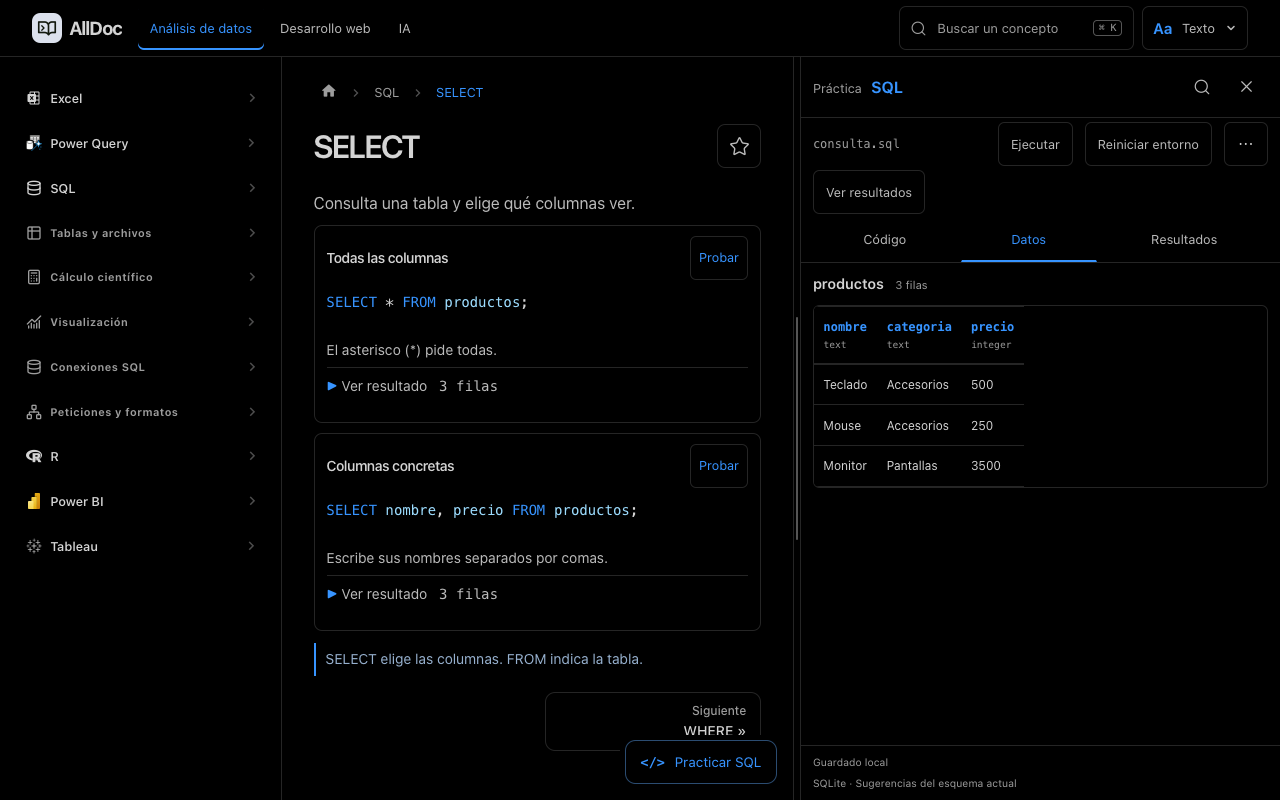 AllDoc
Análisis de datos
Desarrollo web
IA
Buscar un concepto
⌘ K
Aa Texto
Excel
Power Query
SQL
Tablas y archivos
Cálculo científico
Visualización
Conexiones SQL
Peticiones y formatos
R
Power BI
Tableau
SQL
SELECT
SELECT
Consulta una tabla y elige qué columnas ver.
Todas las columnas
Probar
SELECT * FROM productos;
El asterisco (*) pide todas.
Ver resultado 3 filas
Columnas concretas
Probar
SELECT nombre, precio FROM productos;
Escribe sus nombres separados por comas.
Ver resultado 3 filas
SELECT elige las columnas. FROM indica la tabla.
Siguiente
WHERE »
</> Practicar SQL
Práctica SQL
consulta.sql
Ejecutar
Reiniciar entorno
...
Ver resultados
Código
Datos
Resultados
productos 3 filas
nombre categoria precio
text text integer
Teclado Accesorios 500
Mouse Accesorios 250
Monitor Pantallas 3500
Guardado local
SQLite · Sugerencias del esquema actual